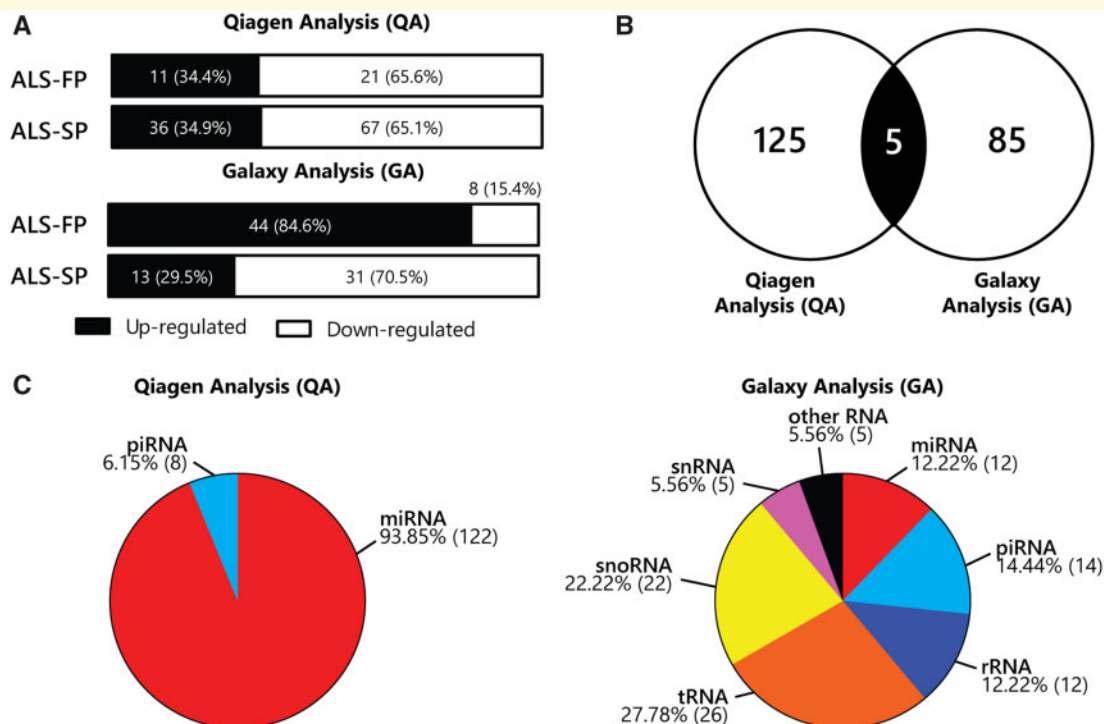 A
Qiagen Analysis (QA)
ALS-FP
11 (34.4%)
21 (65.6%)
ALS-SP
36 (34.9%)
67 (65.1%)
Galaxy Analysis (GA)
8 (15.4%)
ALS-FP
44 (84.6%)
ALS-SP
13 (29.5%)
31 (70.5%)
Up-regulated
Down-regulated
B
125
5
85
Qiagen
Analysis (QA)
Galaxy
Analysis (GA)
C
Qiagen Analysis (QA)
piRNA
6.15% (8)
miRNA
93.85% (122)
Galaxy Analysis (GA)
other RNA
5.56% (5)
miRNA
12.22% (12)
snRNA
5.56% (5)
piRNA
14.44% (14)
snoRNA
22.22% (22)
rRNA
12.22% (12)
tRNA
27.78% (26)